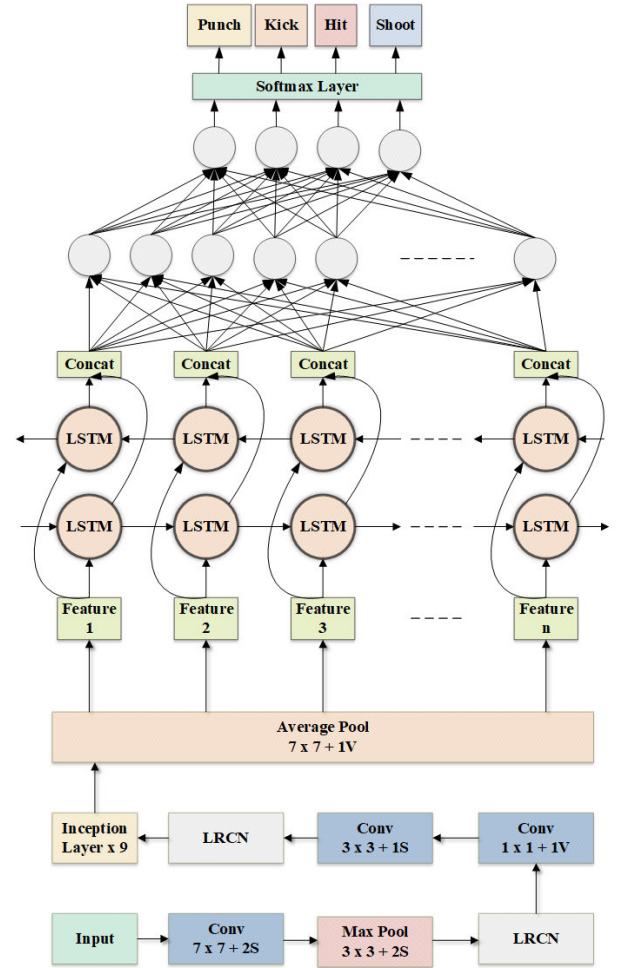 Punch Kick Hit Shoot
Softmax Layer
Concat Concat Concat Concat
LSTM LSTM LSTM LSTM
LSTM LSTM LSTM LSTM
Feature Feature Feature Feature
1 2 3 n
Average Pool
7 x 7 + 1V
Inception LRCN Conv Conv
Layer x 9 3 x 3 + 1S 1 x 1 + 1V
Input Conv Max Pool LRCN
7 x 7 + 2S 3 x 3 + 2S